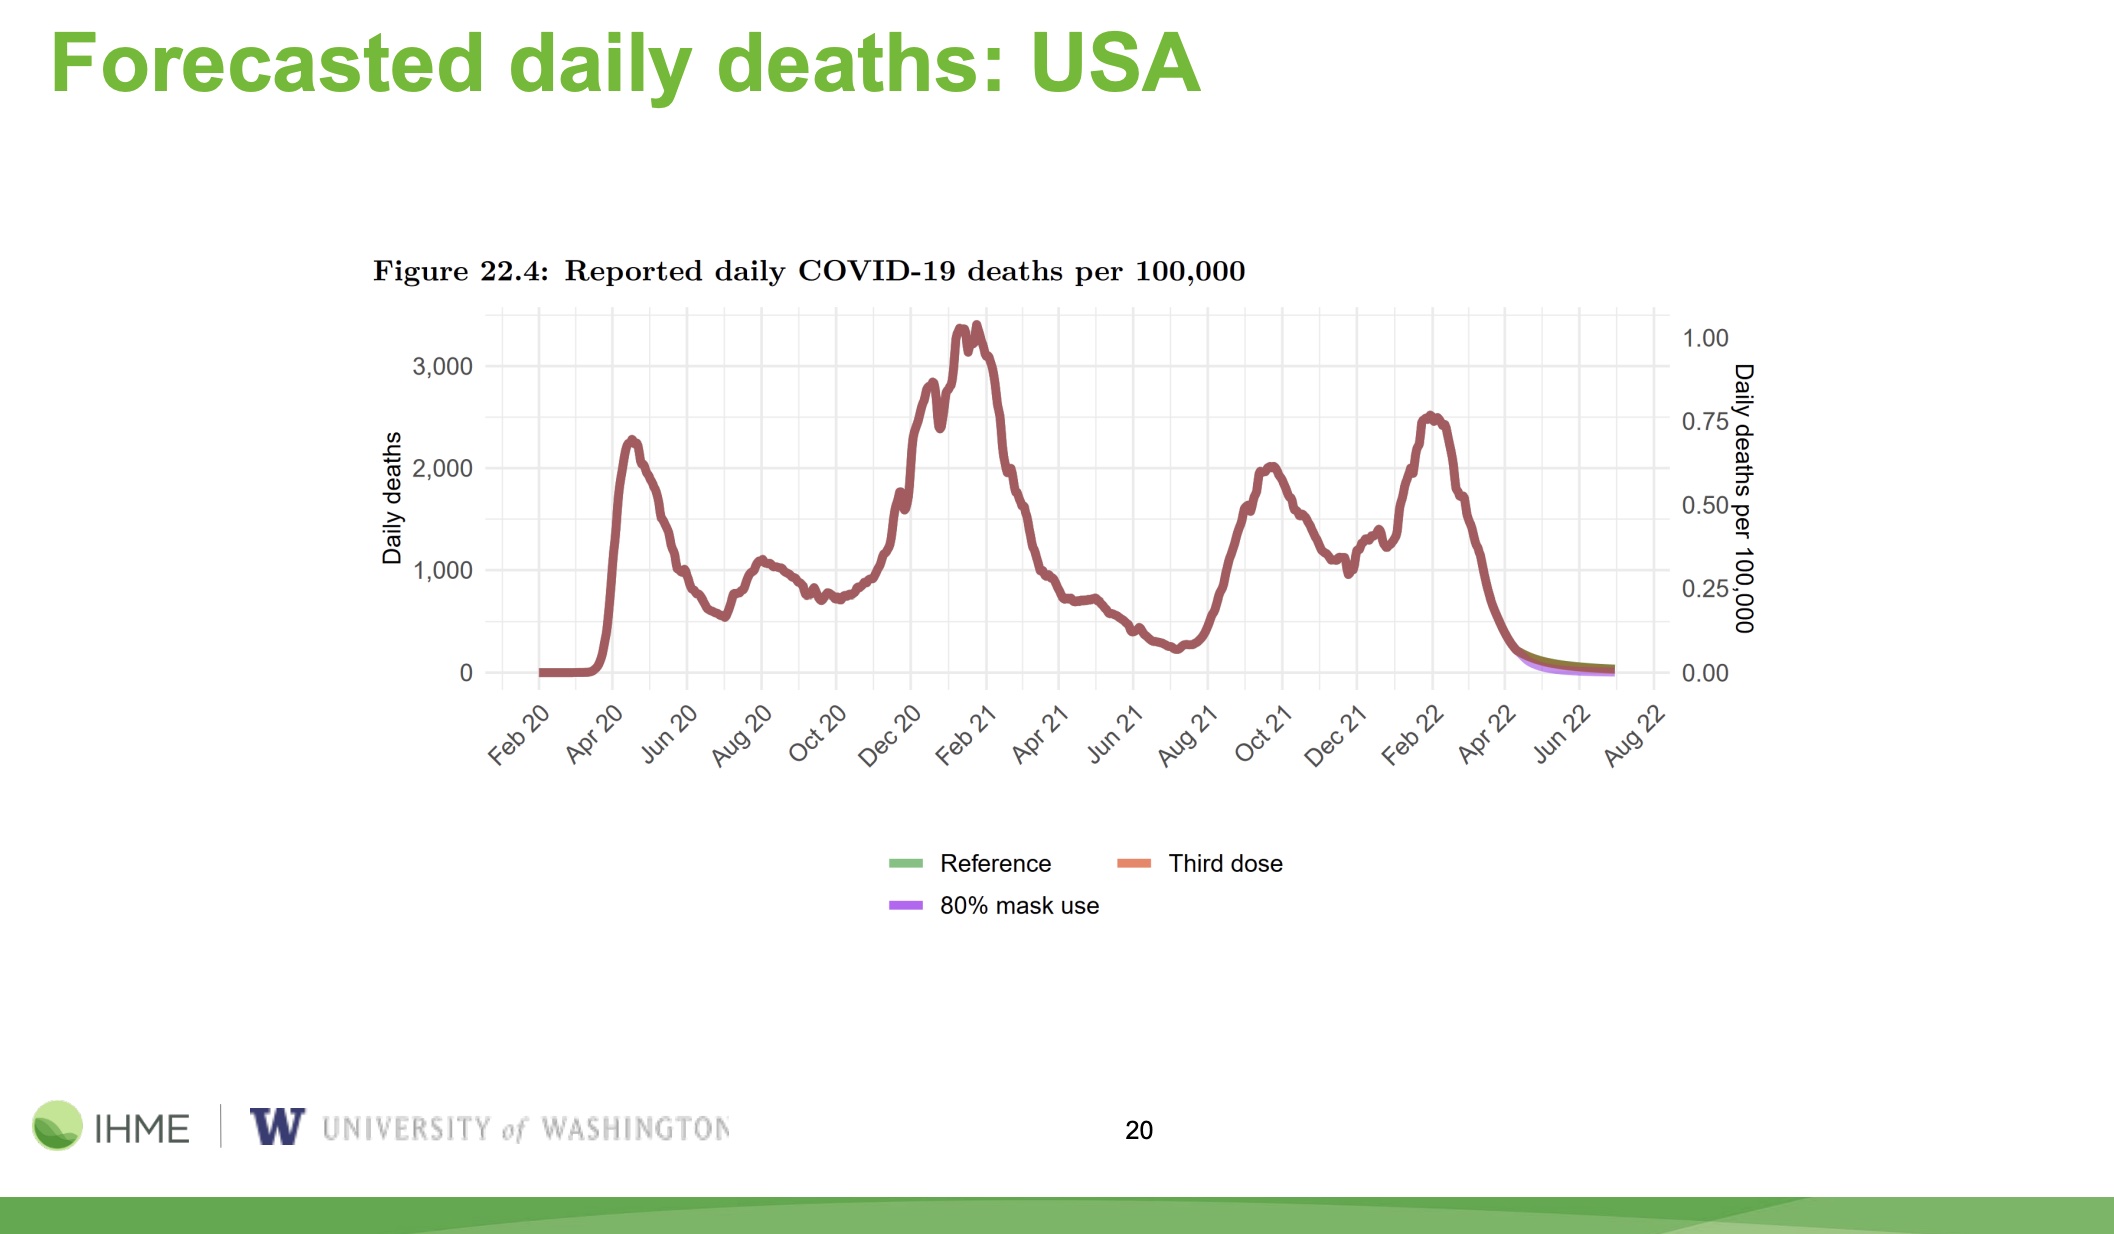 Forecasted daily deaths: USA
Figure 22.4: Reported daily COVID-19 deaths per 100,000
Daily deaths
3,000
2,000
1,000
0
1.00
0.75
0.50
0.25
0.00
Daily deaths per 100,000
Feb 20
Apr 20
Jun 20
Aug 20
Oct 20
Dec 20
Feb 21
Apr 21
Jun 21
Aug 21
Oct 21
Dec 21
Feb 22
Apr 22
Jun 22
Aug 22
Reference
Third dose
80% mask use
IHME
W UNIVERSITY of WASHINGTON
20